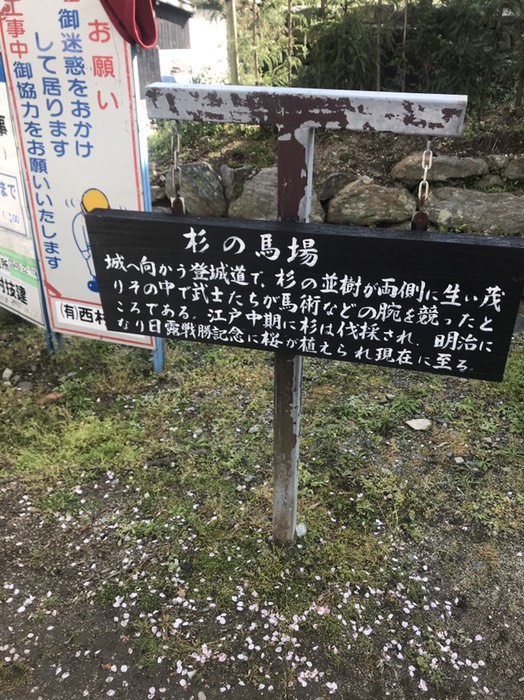 杉の馬場
城へ向かう登城道で、杉の並樹が両側に生い茂
りその中で武士たちが馬術などの腕を競ったと
ころである。江戸中期に杉は伐採され、明治に
なり日露戦勝記念に桜が植えられ現在に至る。
お願い
御迷惑をおかけ
して居ります
工事中御協力をお願いいたします
(有)西村
まで
技建